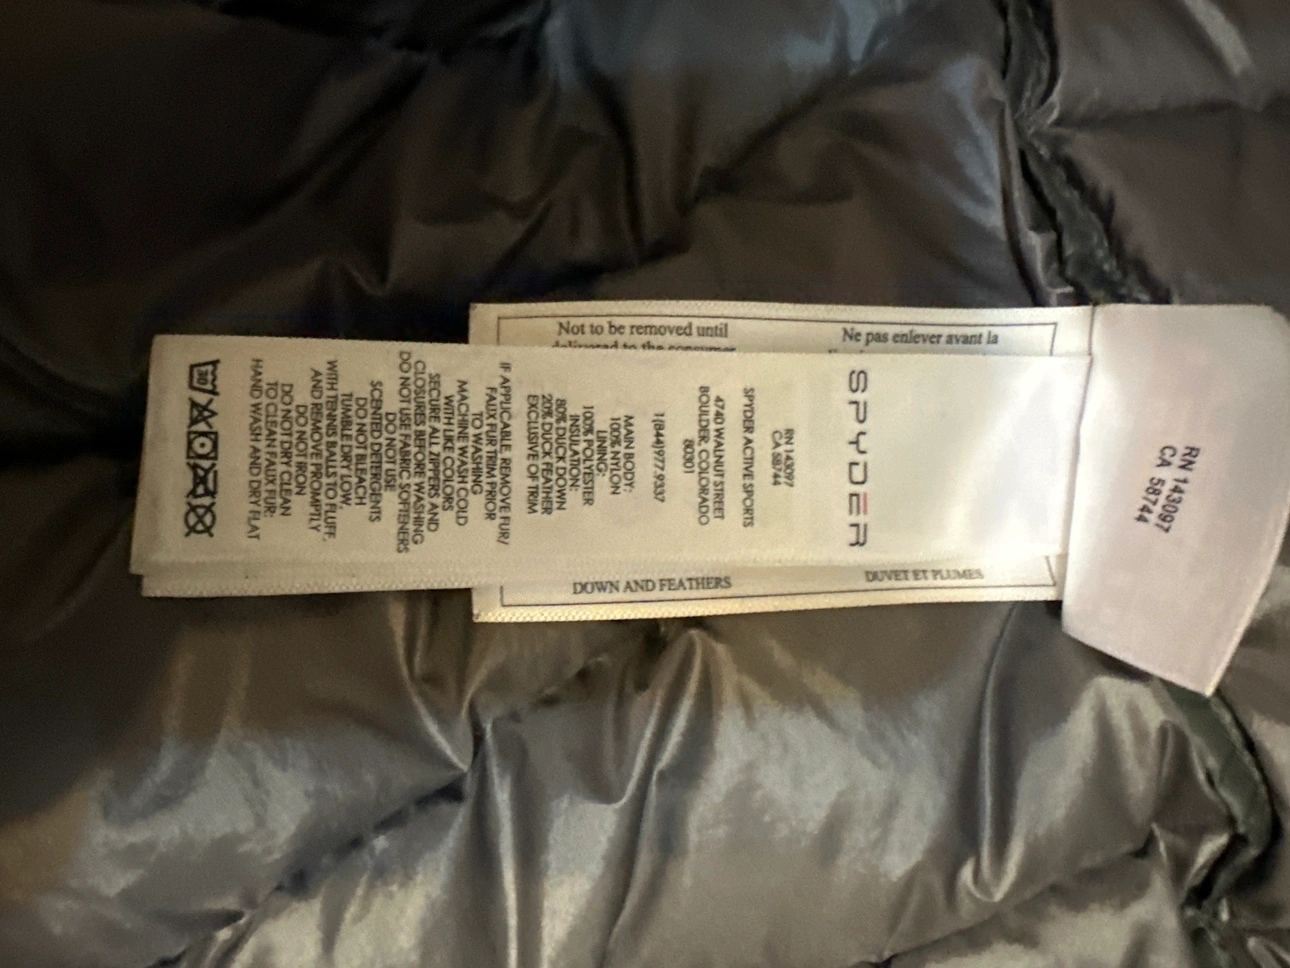 SPYDER
RN 143097
CA 58744
SPYDER ACTIVE SPORTS
4740 WALNUT STREET
BOULDER, COLORADO
80301
1(844)977-9337
MAIN BODY:
100% NYLON
LINING:
100% POLYESTER
INSULATION:
80% DUCK DOWN
20% DUCK FEATHER
EXCLUSIVE OF TRIM
IF APPLICABLE, REMOVE FUR/
FAUX FUR TRIM PRIOR
TO WASHING
MACHINE WASH COLD
WITH LIKE COLORS
SECURE ALL ZIPPERS AND
CLOSURES BEFORE WASHING
DO NOT USE FABRIC SOFTENERS
DO NOT USE
SCENTED DETERGENTS
DO NOT BLEACH
TUMBLE DRY LOW,
WITH TENNIS BALLS TO FLUFF,
AND REMOVE PROMPTLY
DO NOT IRON
DO NOT DRY CLEAN
TO CLEAN FAUX FUR:
HAND WASH AND DRY FLAT
30
Not to be removed until
delivered to the consumer
DOWN AND FEATHERS
Ne pas enlever avant la
DUVET ET PLUMES
RN 143097
CA 58744